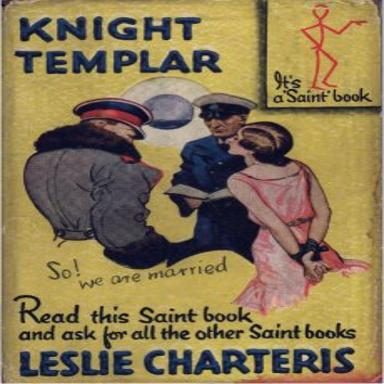 KNIGHT
TEMPLAR
It's
a "Saint" book
So! we are married
Read this Saint book
and ask for all the other Saint books
LESLIE CHARTERIS